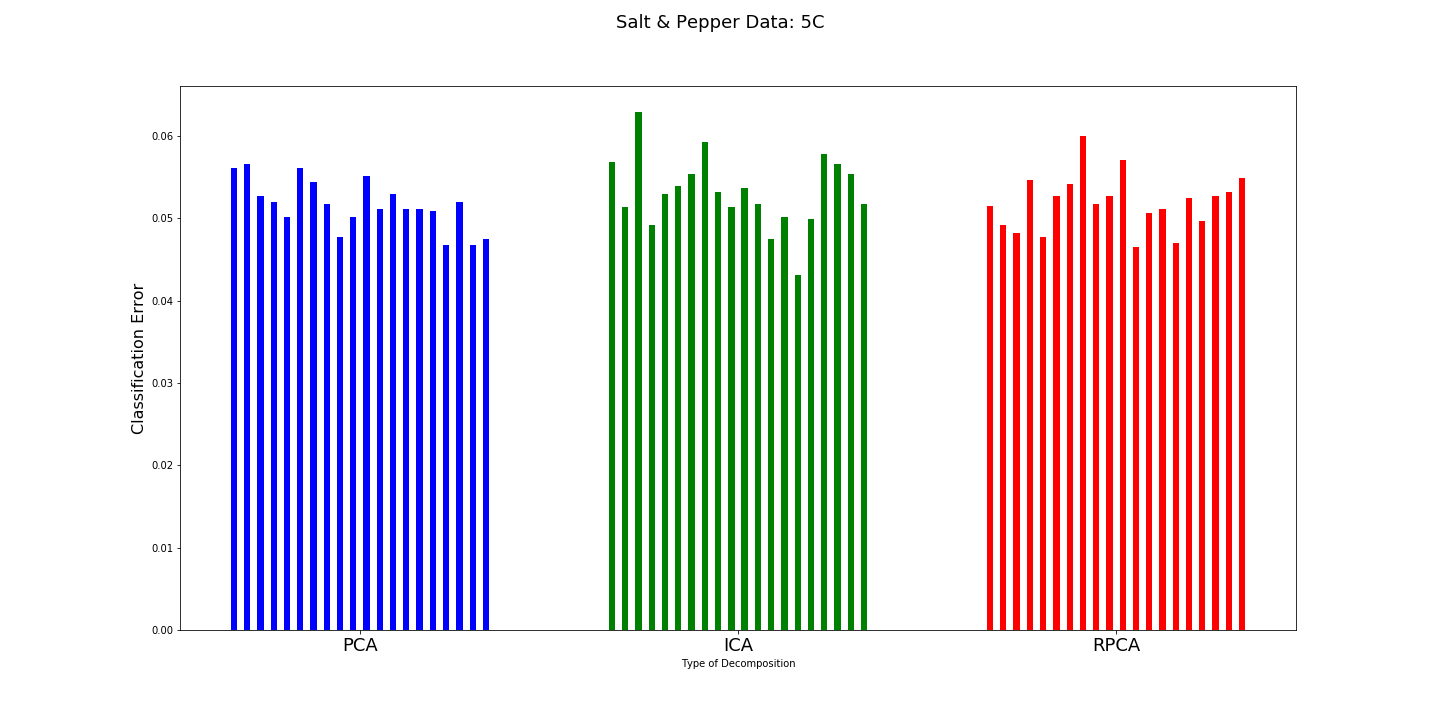 Salt & Pepper Data: 5C
Classification Error
0.06
0.05
0.04
0.03
0.02
0.01
0.00
PCA ICA RPCA
Type of Decomposition